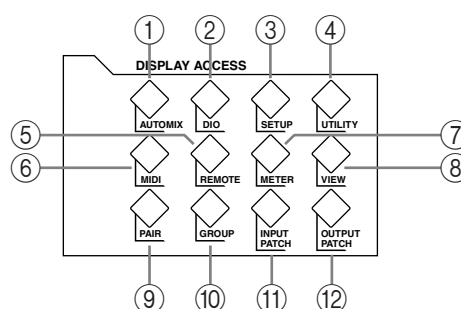 ① ② ③ ④
DISPLAY ACCESS
AUTOMIX DIO SETUP UTILITY
⑤ ⑦
⑥ MIDI REMOTE METER VIEW ⑧
PAIR GROUP INPUT PATCH OUTPUT PATCH
⑨ ⑩ ⑪ ⑫